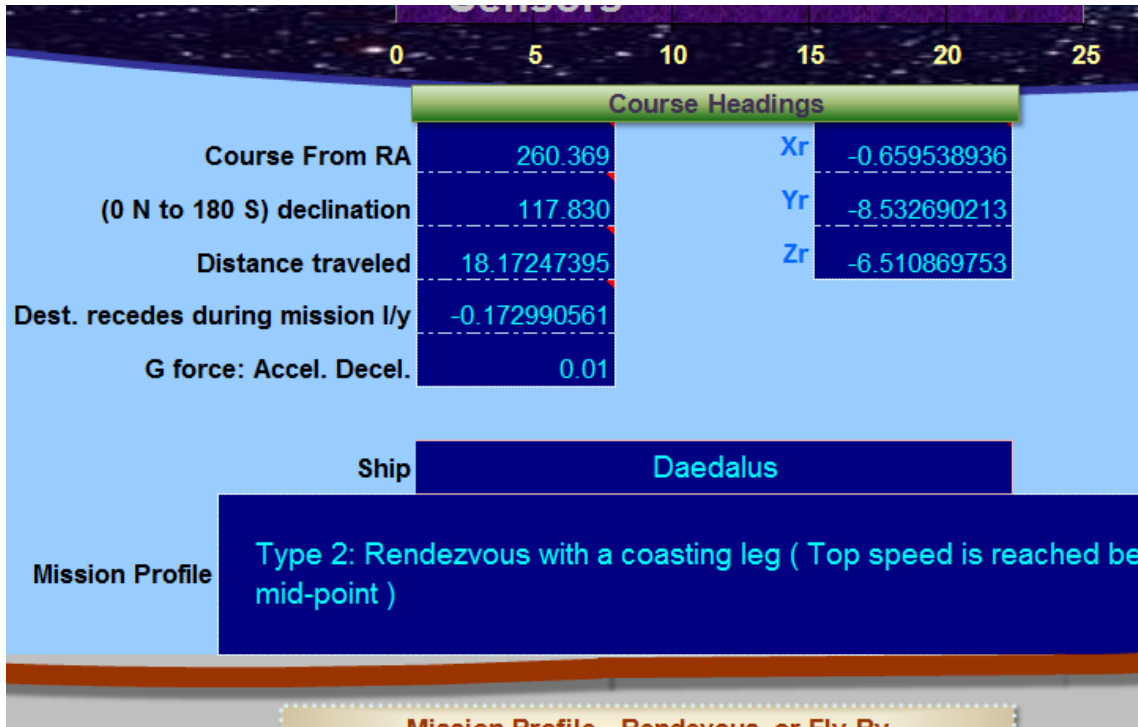 Sensors
0 5 10 15 20 25
Course Headings
Course From RA 260.369 Xr -0.659538936
(0 N to 180 S) declination 117.830 Yr -8.532690213
Distance traveled 18.17247395 Zr -6.510869753
Dest. recedes during mission l/y -0.172990561
G force: Accel. Decel. 0.01
Ship Daedalus
Mission Profile Type 2: Rendezvous with a coasting leg ( Top speed is reached be
mid-point )
Mission Profile - Rendevous or Fly-By